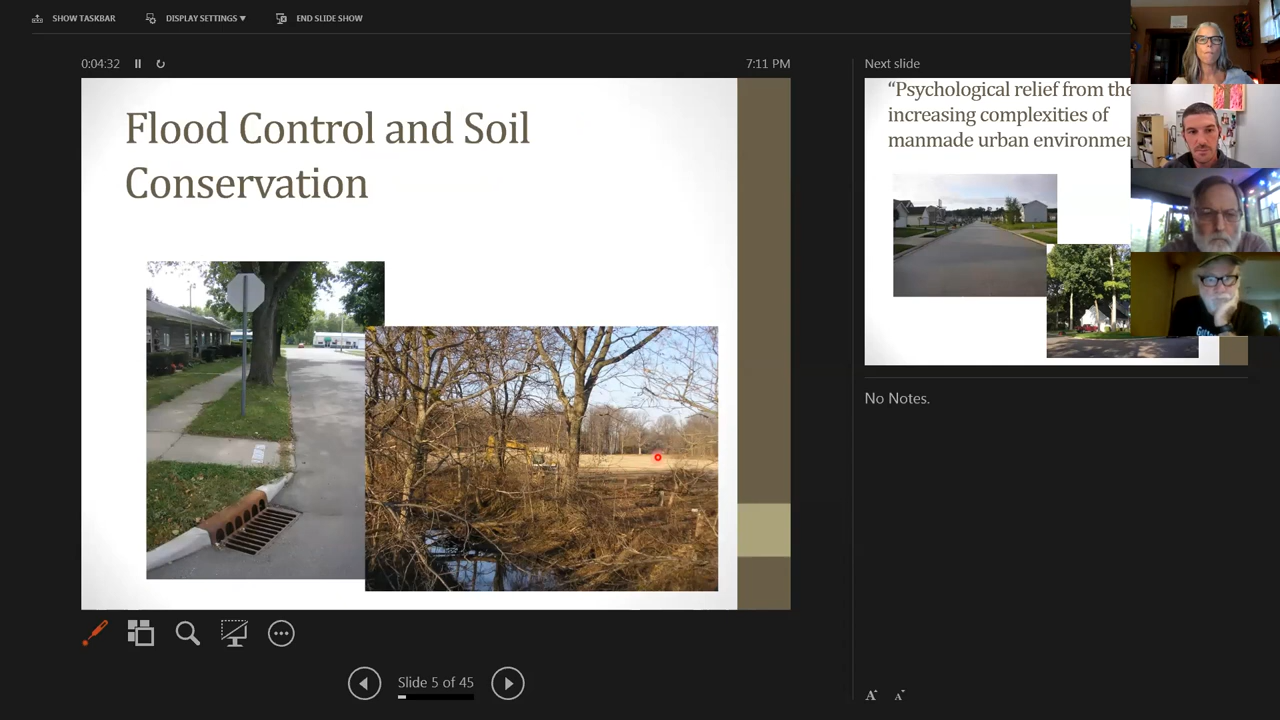 SHOW TASKBAR
DISPLAY SETTINGS ▾
END SLIDE SHOW
0:04:32
7:11 PM
Next slide
Flood Control and Soil
Conservation
“Psychological relief from the
increasing complexities of
manmade urban
No Notes.
Slide 5 of 45
A
A